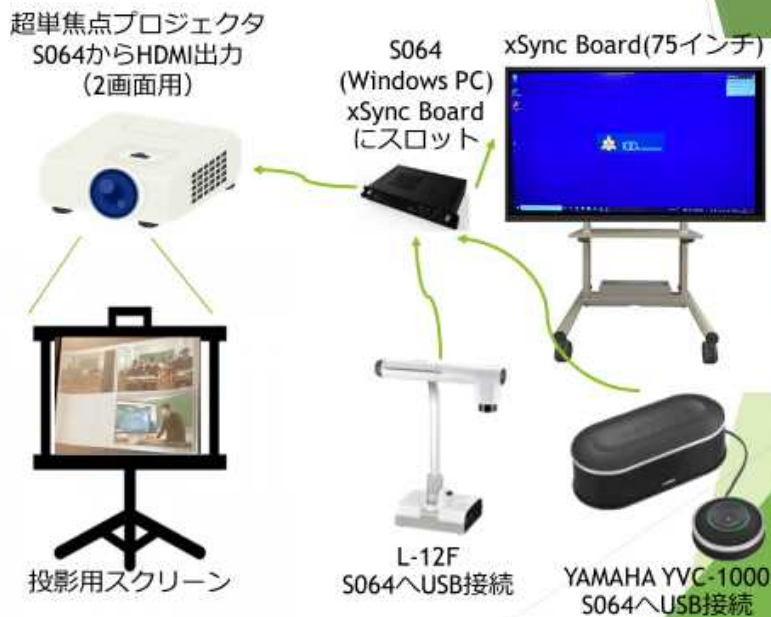 超単焦点プロジェクタ
S064からHDMI出力
（2画面用）
S064
(Windows PC)
xSync Board
にスロット
xSync Board(75インチ)
投影用スクリーン
L-12F
S064へUSB接続
YAMAHA YVC-1000
S064へUSB接続